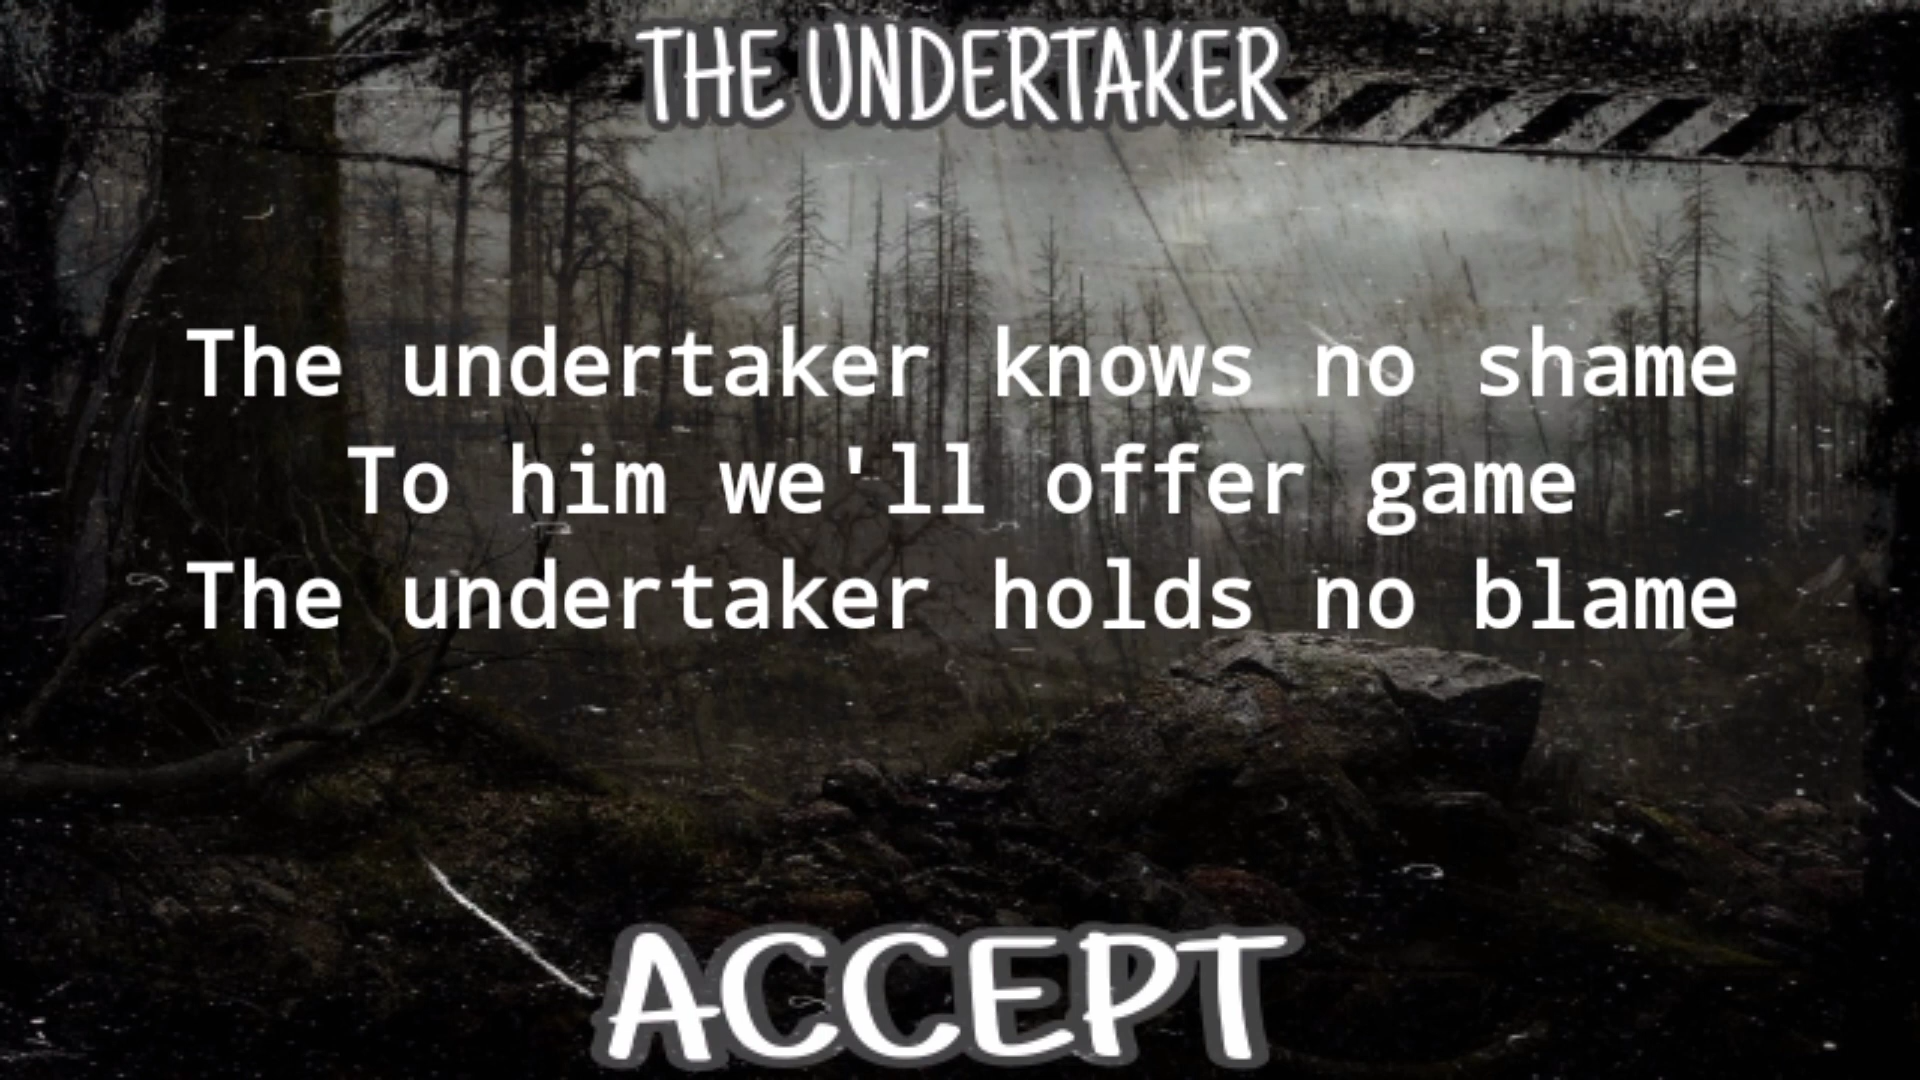 THE UNDERTAKER
The undertaker knows no shame
To him we'll offer game
The undertaker holds no blame
ACCEPT